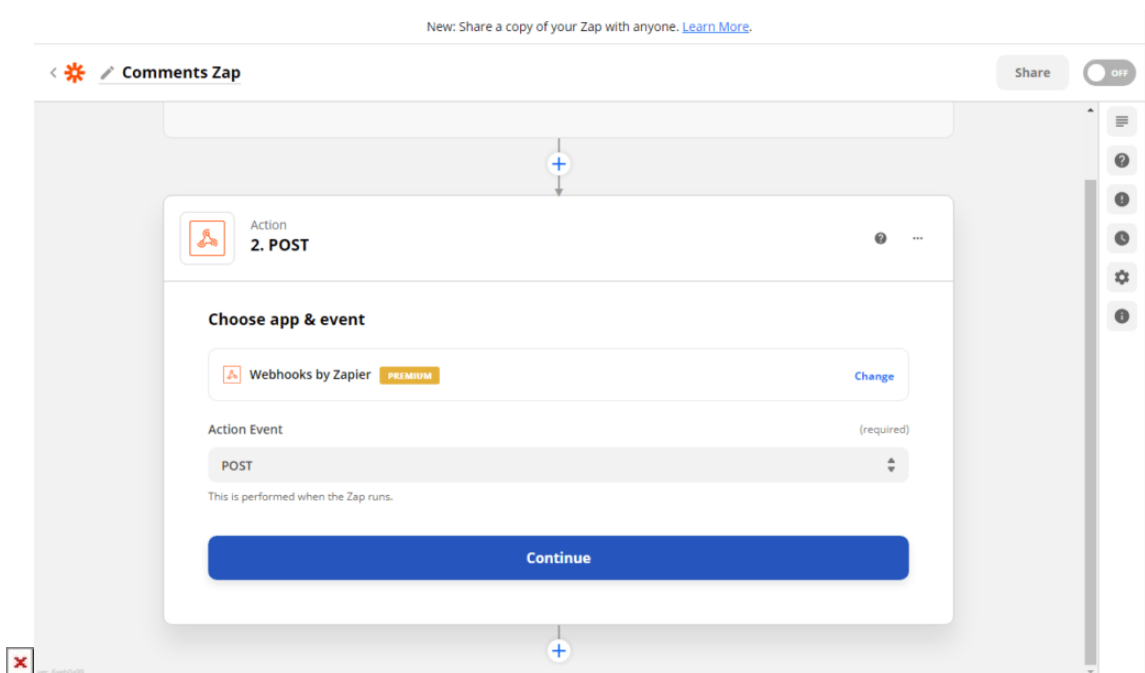 New: Share a copy of your Zap with anyone. Learn More.
Comments Zap
Share
OFF
Action
2. POST
Choose app & event
Webhooks by Zapier PREMIUM
Change
Action Event
(required)
POST
This is performed when the Zap runs.
Continue